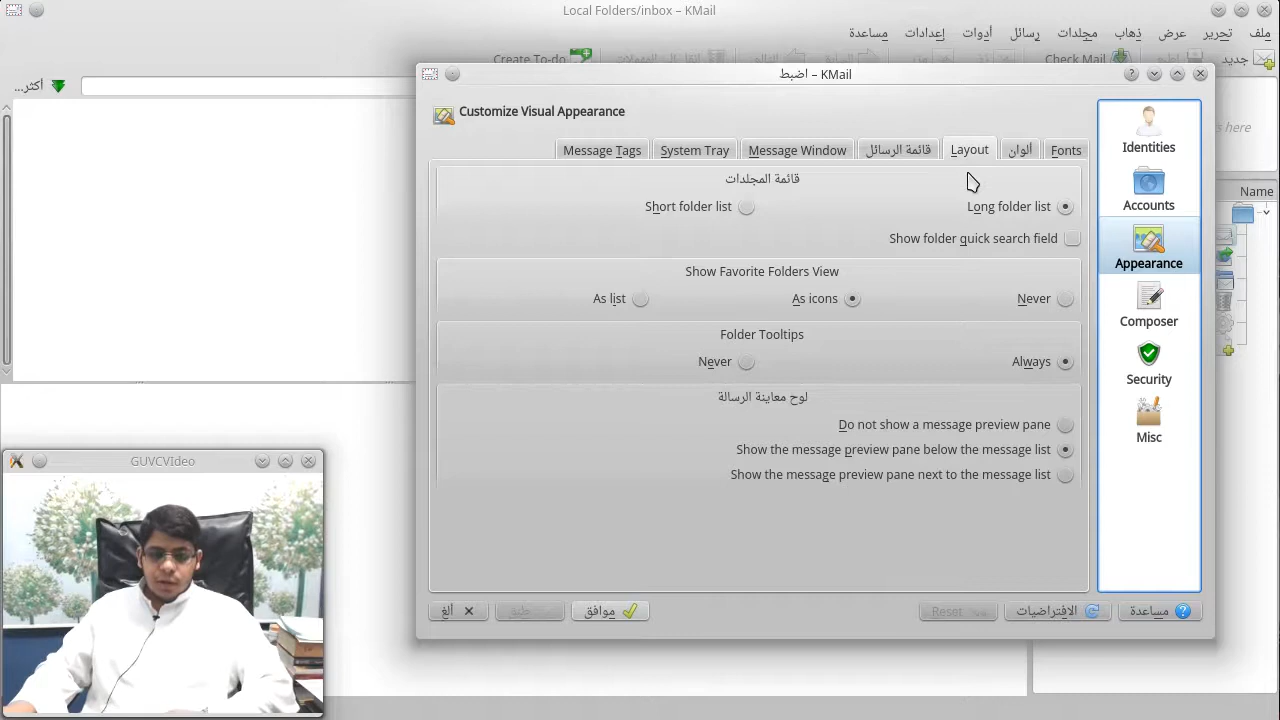 Local Folders/inbox – KMail
ملف تحرير عرض ذهاب مجلدات رسائل أدوات إعدادات مساعدة
جديد Check Mail Create To-do
أكثر...
here
Name
اضبط – KMail
Customize Visual Appearance
Fonts ألوان Layout قائمة الرسائل Message Window System Tray Message Tags
قائمة المجلدات
Long folder list Short folder list
Show folder quick search field
Show Favorite Folders View
Never As icons As list
Folder Tooltips
Always Never
لوح معاينة الرسالة
Do not show a message preview pane
Show the message preview pane below the message list
Show the message preview pane next to the message list
Identities
Accounts
Appearance
Composer
Security
Misc
مساعدة الافتراضيات Reset موافق طبق ألغ
GUVCVIdeo